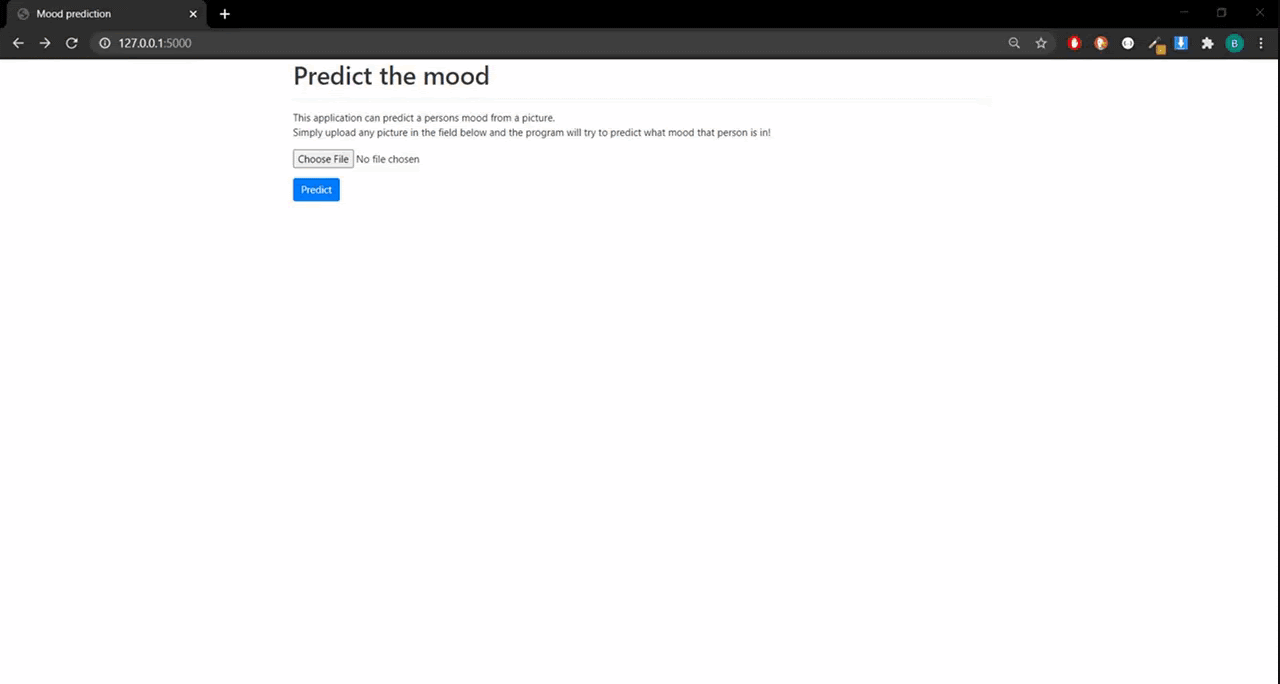 Mood prediction
127.0.0.1:5000
B
Predict the mood
This application can predict a persons mood from a picture.
Simply upload any picture in the field below and the program will try to predict what mood that person is in!
Choose File No file chosen
Predict